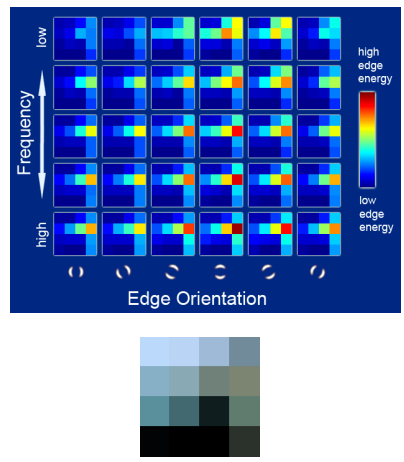 low
Frequency
high
high
edge
energy
low
edge
energy
Edge Orientation